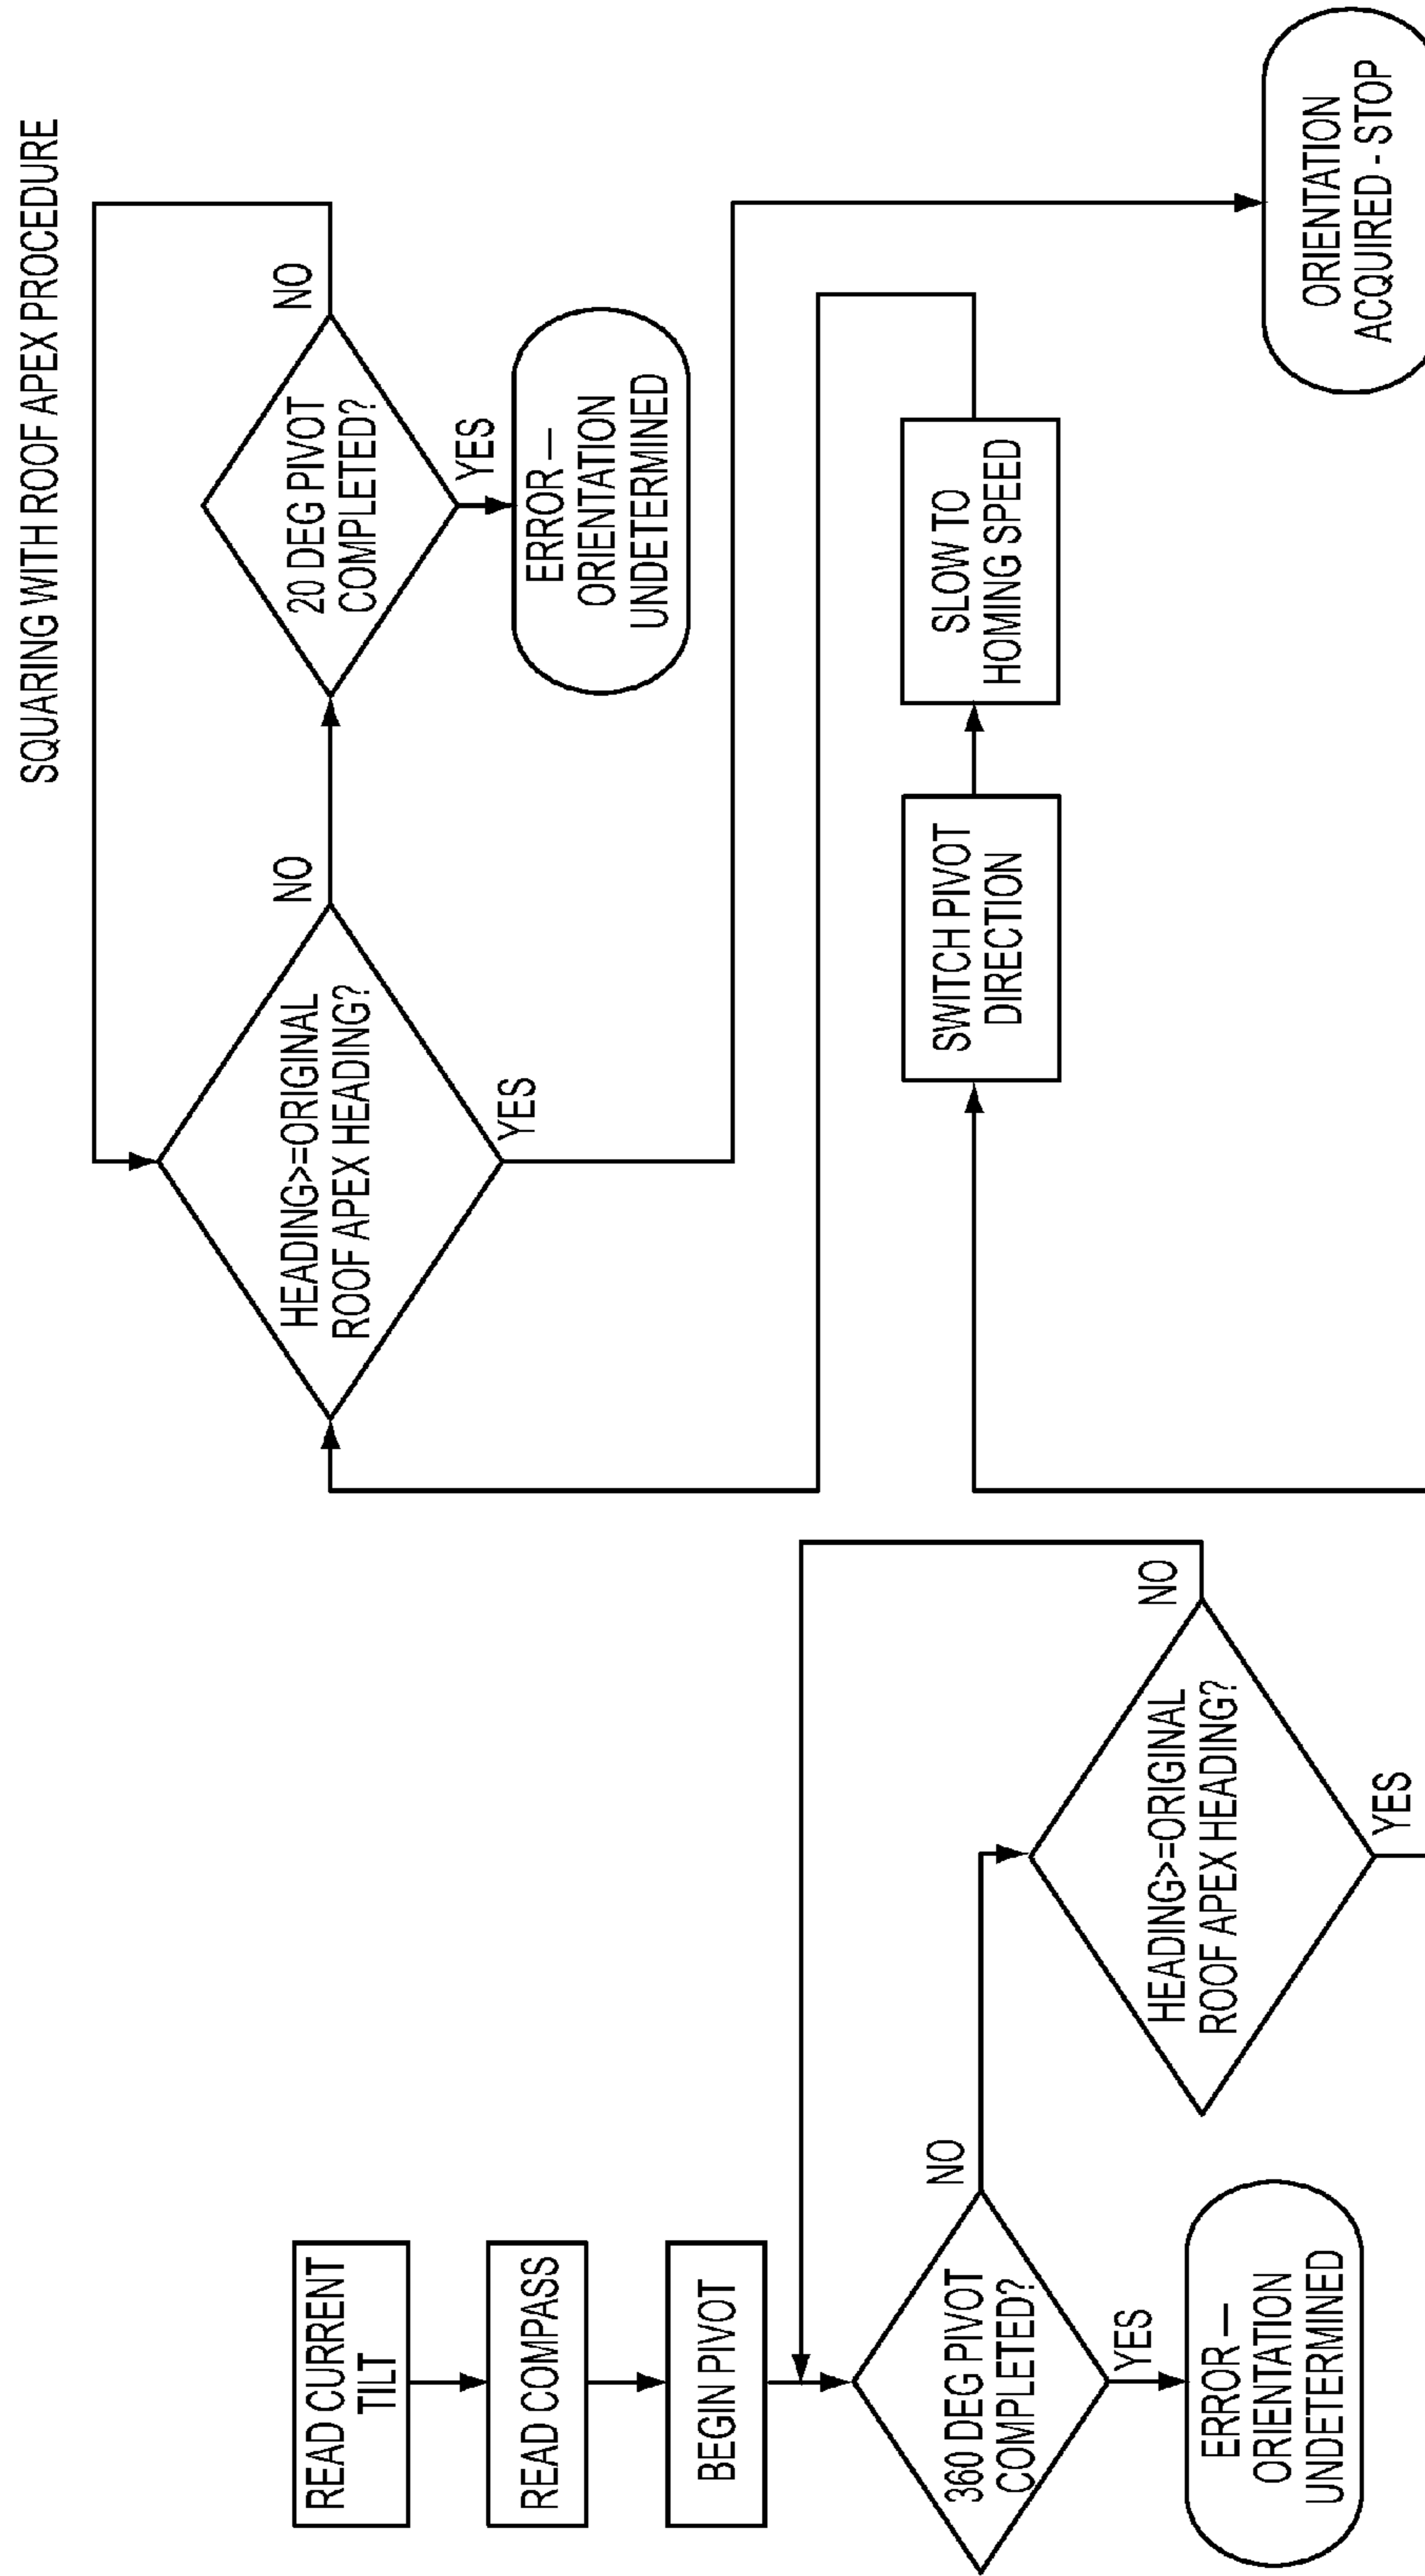 SQUARING WITH ROOF APEX PROCEDURE
READ CURRENT
TILT
READ COMPASS
BEGIN PIVOT
360 DEG PIVOT
COMPLETED?
NO
YES
ERROR—
ORIENTATION
UNDETERMINED
HEADING>=ORIGINAL
ROOF APEX HEADING?
NO
YES
SWITCH PIVOT
DIRECTION
SLOW TO
HOMING SPEED
HEADING>=ORIGINAL
ROOF APEX HEADING?
NO
YES
20 DEG PIVOT
COMPLETED?
NO
YES
ERROR—
ORIENTATION
UNDETERMINED
ORIENTATION
ACQUIRED - STOP